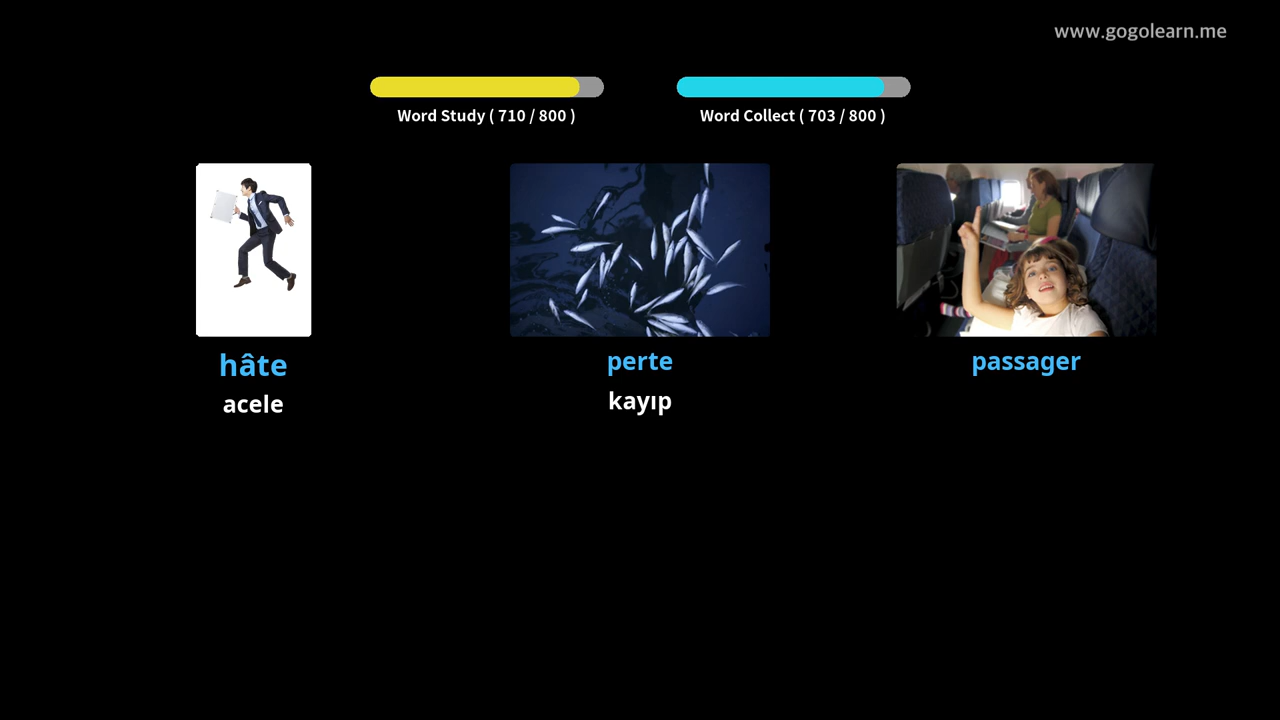 www.gogolearn.me
Word Study ( 710 / 800 )
Word Collect ( 703 / 800 )
hâte
acele
perte
kayıp
passager